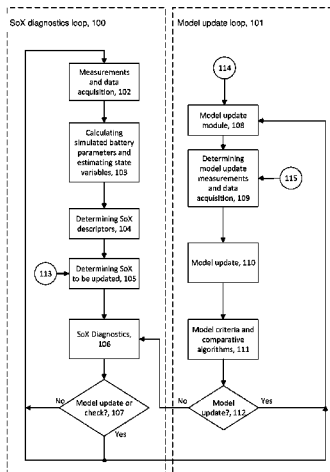 SoX diagnostics loop, 100
Measurements
and data
acquisition, 102
Calculating
simulated battery
parameters and
estimating state
variables, 103
Determining SoX
descriptors, 104
113
Determining SoX
to be updated, 105
SoX Diagnostics,
106
Model update or
check?, 107
No
Yes
Model update loop, 101
114
Model update
module, 108
Determining
model update
measurements
and data
acquisition, 109
115
Model update, 110
Model criteria and
comparative
algorithms, 111
Model
update?, 112
No
Yes